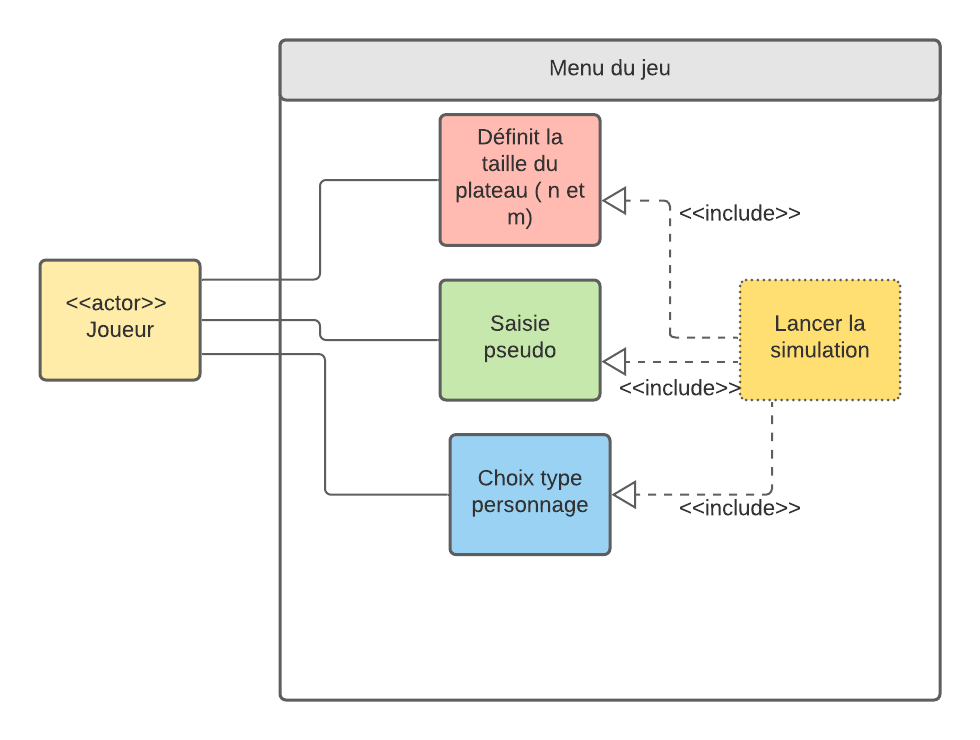 Menu du jeu
Définit la
taille du
plateau ( n et
m)
<<include>>
<<actor>>
Joueur
Saisie
pseudo
Lancer la
simulation
<<include>>
Choix type
personnage
<<include>>